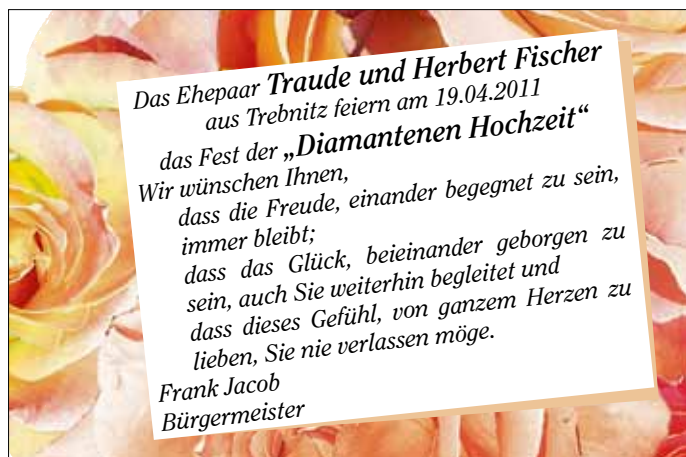 Das Ehepaar Traude und Herbert Fischer
aus Trebnitz feiern am 19.04.2011
das Fest der „Diamantenen Hochzeit“
Wir wünschen Ihnen,
dass die Freude, einander begegnet zu sein,
immer bleibt;
dass das Glück, beieinander geborgen zu
sein, auch Sie weiterhin begleitet und
dass dieses Gefühl, von ganzem Herzen zu
lieben, Sie nie verlassen möge.
Frank Jacob
Bürgermeister